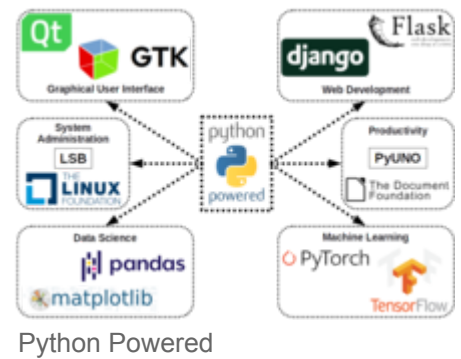 Qt
GTK
Graphical User Interface
Flask
django
Web Development
System
Administration
LSB
THE
LINUX
FOUNDATION
python
powered
Productivity
PyUNO
The Document
Foundation
Data Science
pandas
matplotlib
Machine Learning
PyTorch
TensorFlow
Python Powered